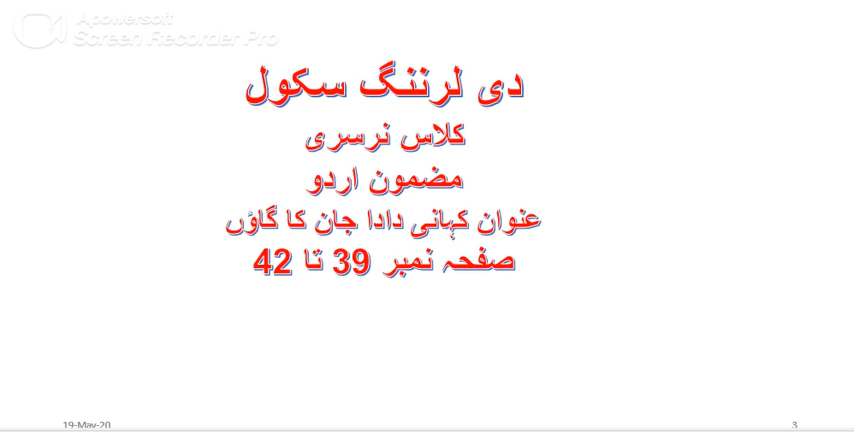 Apowersoft
Screen Recorder Pro
دی لرننگ سکول
کلاس نرسری
مضمون اردو
عنوان کہانی دادا جان کا گاؤں
صفحہ نمبر 39 تا 42
19-May-20
3